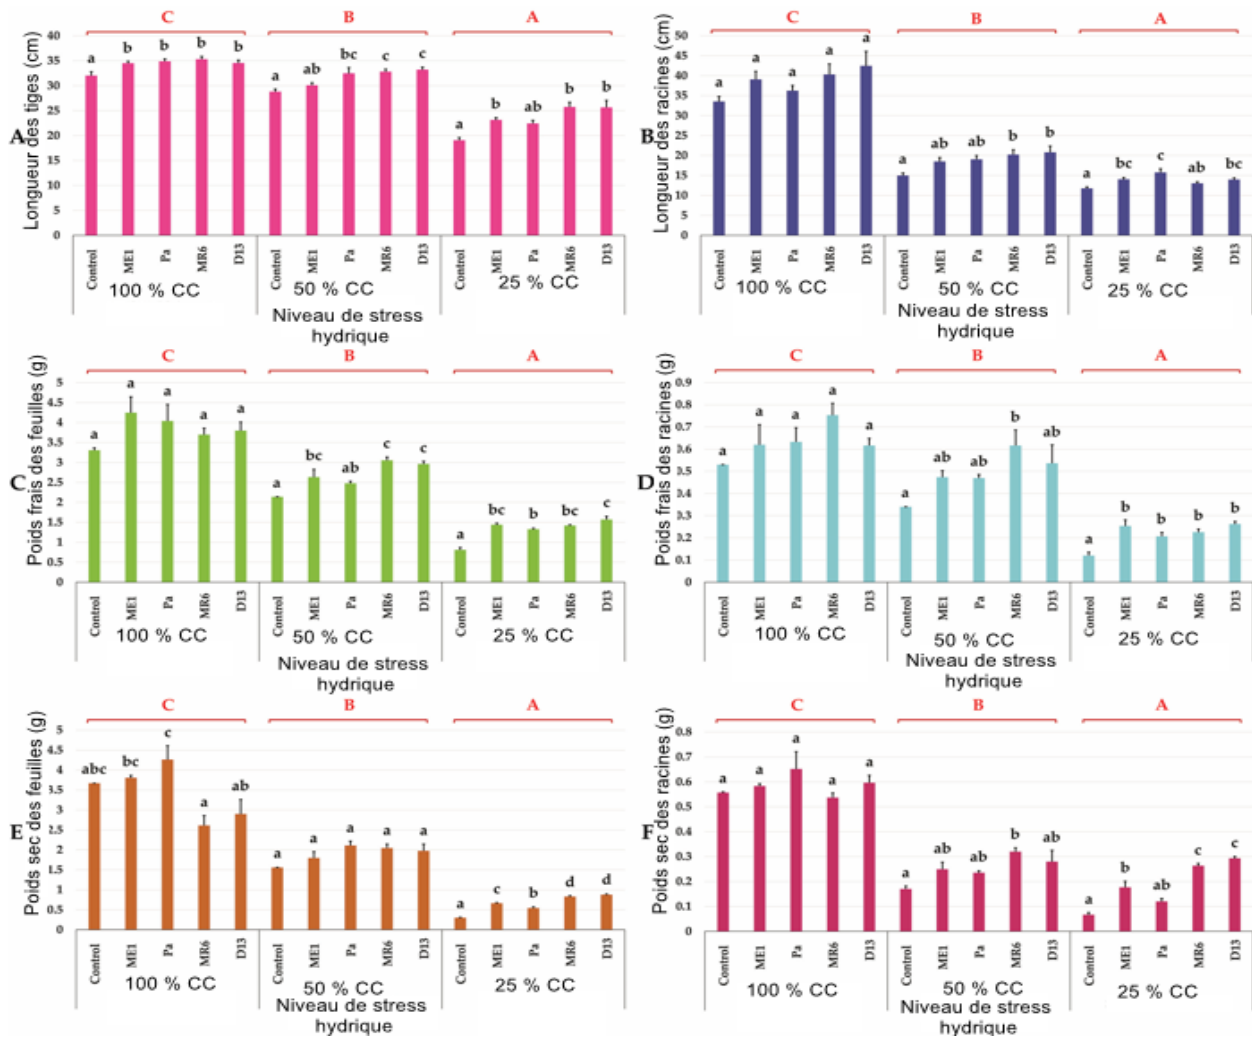 C B A
A
Longueur des tiges (cm)
40
35
30
25
20
15
10
5
0
a b b b b a ab bc c c a b ab b b
Control ME1 Pa MR6 D13 Control ME1 Pa MR6 D13 Control ME1 Pa MR6 D13
100 % CC 50 % CC 25 % CC
Niveau de stress
hydrique
C B A
B
Longueur des racines (cm)
50
45
40
35
30
25
20
15
10
5
0
a a a a a a ab ab b b a bc c ab bc
Control ME1 Pa MR6 D13 Control ME1 Pa MR6 D13 Control ME1 Pa MR6 D13
100 % CC 50 % CC 25 % CC
Niveau de stress
hydrique
C B A
C
Poids frais des feuilles (g)
5
4.5
4
3.5
3
2.5
2
1.5
1
0.5
0
a a a a a a bc ab c c a bc b bc c
Control ME1 Pa MR6 D13 Control ME1 Pa MR6 D13 Control ME1 Pa MR6 D13
100 % CC 50 % CC 25 % CC
Niveau de stress
hydrique
C B A
D
Poids frais des racines (g)
0.9
0.8
0.7
0.6
0.5
0.4
0.3
0.2
0.1
0
a a a a a a ab ab b ab a b b b b
Control ME1 Pa MR6 D13 Control ME1 Pa MR6 D13 Control ME1 Pa MR6 D13
100 % CC 50 % CC 25 % CC
Niveau de stress
hydrique
C B A
E
Poids sec des feuilles (g)
5
4.5
4
3.5
3
2.5
2
1.5
1
0.5
0
abc bc c a ab a a a a a a c b d d
Control ME1 Pa MR6 D13 Control ME1 Pa MR6 D13 Control ME1 Pa MR6 D13
100 % CC 50 % CC 25 % CC
Niveau de stress
hydrique
C B A
F
Poids sec des racines (g)
0.8
0.7
0.6
0.5
0.4
0.3
0.2
0.1
0
a a a a a a ab ab b ab a b ab c c
Control ME1 Pa MR6 D13 Control ME1 Pa MR6 D13 Control ME1 Pa MR6 D13
100 % CC 50 % CC 25 % CC
Niveau de stress
hydrique